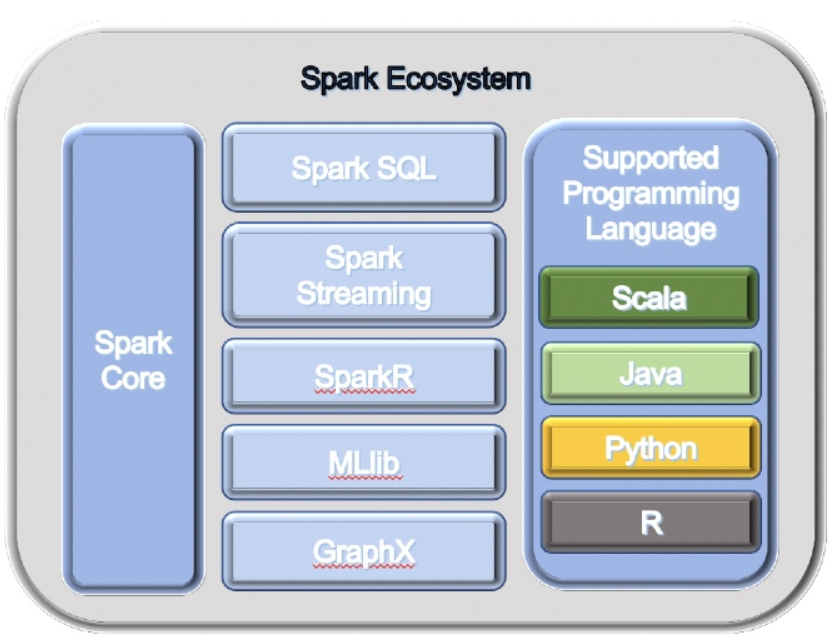 Spark Ecosystem
Spark
Core
Spark SQL
Spark
Streaming
SparkR
MLlib
GraphX
Supported
Programming
Language
Scala
Java
Python
R